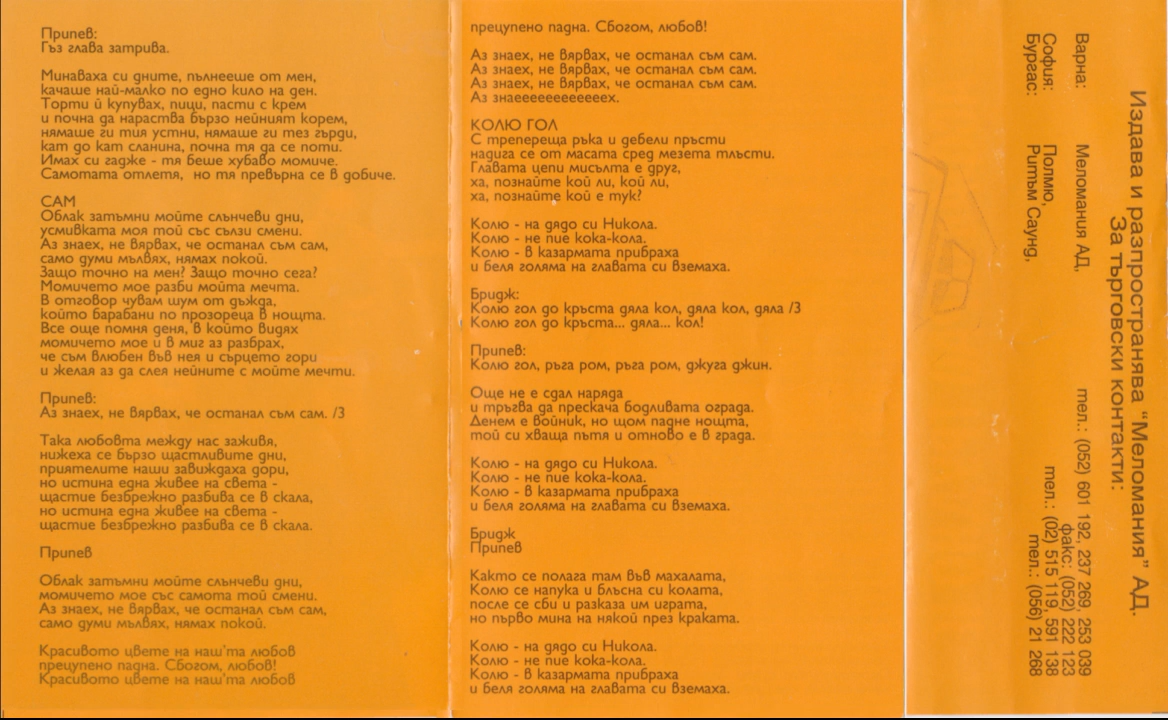 Припев:
Гъз глава затрива.
Минаваха си дните, пълнееше от мен,
качаше най-малко по едно кило на ден.
Торти ѝ купувах, пици, пасти с крем
и почна да нараства бързо нейният корем,
нямаше ги тия устни, нямаше ги тез гърди,
кат до кат сланина, почна тя да се поти.
Имах си гадже - тя беше хубаво момиче.
Самотата отлетя, но тя превърна се в добиче.
САМ
Облак затъмни мойте слънчеви дни,
усмивката моя той със сълзи смени.
Аз знаех, не вярвах, че останал съм сам,
само думи мълвях, нямах покой.
Защо точно на мен? Защо точно сега?
Момичето мое разби мойта мечта.
В отговор чувам шум от дъжда,
който барабани по прозореца в нощта.
Все още помня деня, в който видях
момичето мое и в миг аз разбрах,
че съм влюбен във нея и сърцето гори
и желая аз да слея нейните с мойте мечти.
Припев:
Аз знаех, не вярвах, че останал съм сам. /3
Така любовта между нас заживя,
нижеха се бързо щастливите дни,
приятелите наши завиждаха дори,
но истина една живее на света -
щастие безбрежно разбива се в скала,
но истина една живее на света -
щастие безбрежно разбива се в скала.
Припев
Облак затъмни мойте слънчеви дни,
момичето мое със самота той смени.
Аз знаех, не вярвах, че останал съм сам,
само думи мълвях, нямах покой.
Красивото цвете на наш'та любов
прецупено падна. Сбогом, любов!
Красивото цвете на наш'та любов
прецупено падна. Сбогом, любов!
Аз знаех, не вярвах, че останал съм сам.
Аз знаех, не вярвах, че останал съм сам.
Аз знаех, не вярвах, че останал съм сам.
Аз знаеееееееееееех.
КОЛЮ ГОЛ
С трепереща ръка и дебели пръсти
надига се от масата сред мезета тлъсти.
Главата цепи мисълта е друг,
ха, познайте кой ли, кой ли,
ха, познайте кой е тук?
Колю - на дядо си Никола.
Колю - не пие кока-кола.
Колю - в казармата прибраха
и беля голяма на главата си вземаха.
Бридж:
Колю гол до кръста дяла кол, дяла кол, дяла /3
Колю гол до кръста... дяла... кол!
Припев:
Колю гол, ръга ром, ръга ром, джуга джин.
Още не е сдал наряда
и тръгва да прескача бодливата ограда.
Денем е войник, но щом падне нощта,
той си хваща пътя и отново е в града.
Колю - на дядо си Никола.
Колю - не пие кока-кола.
Колю - в казармата прибраха
и беля голяма на главата си вземаха.
Бридж
Припев
Както се полага там във махалата,
Колю се напука и блъсна си колата,
после се сби и разказа им играта,
но първо мина на някой през краката.
Колю - на дядо си Никола.
Колю - не пие кока-кола.
Колю - в казармата прибраха
и беля голяма на главата си вземаха.
Издава и разпространява “Меломания” АД.
За търговски контакти:
Варна: Меломания АД, тел.: (052) 601 192, 237 269, 253 039
факс: (052) 222 123
София: Полмю, тел.: (02) 515 119, 591 138
Бургас: Ритъм Саунд, тел.: (056) 21 268